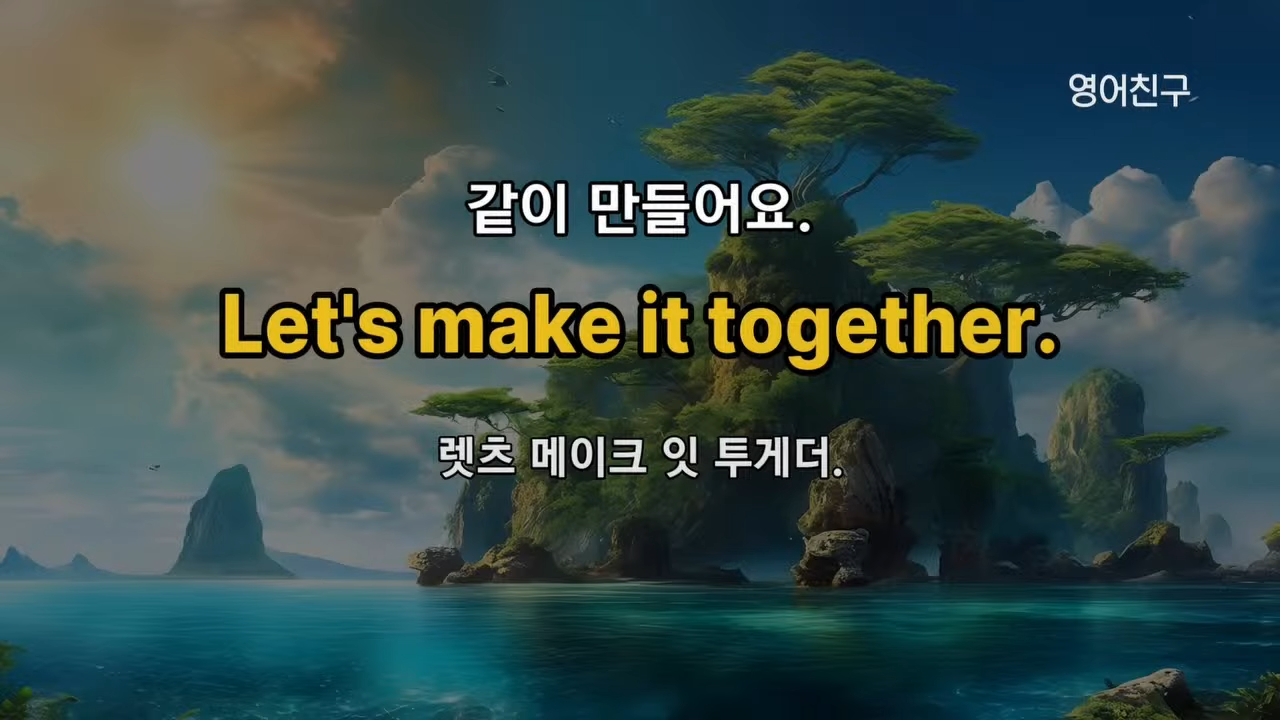 영어친구
같이 만들어요.
Let's make it together.
렛츠 메이크 잇 투게더.